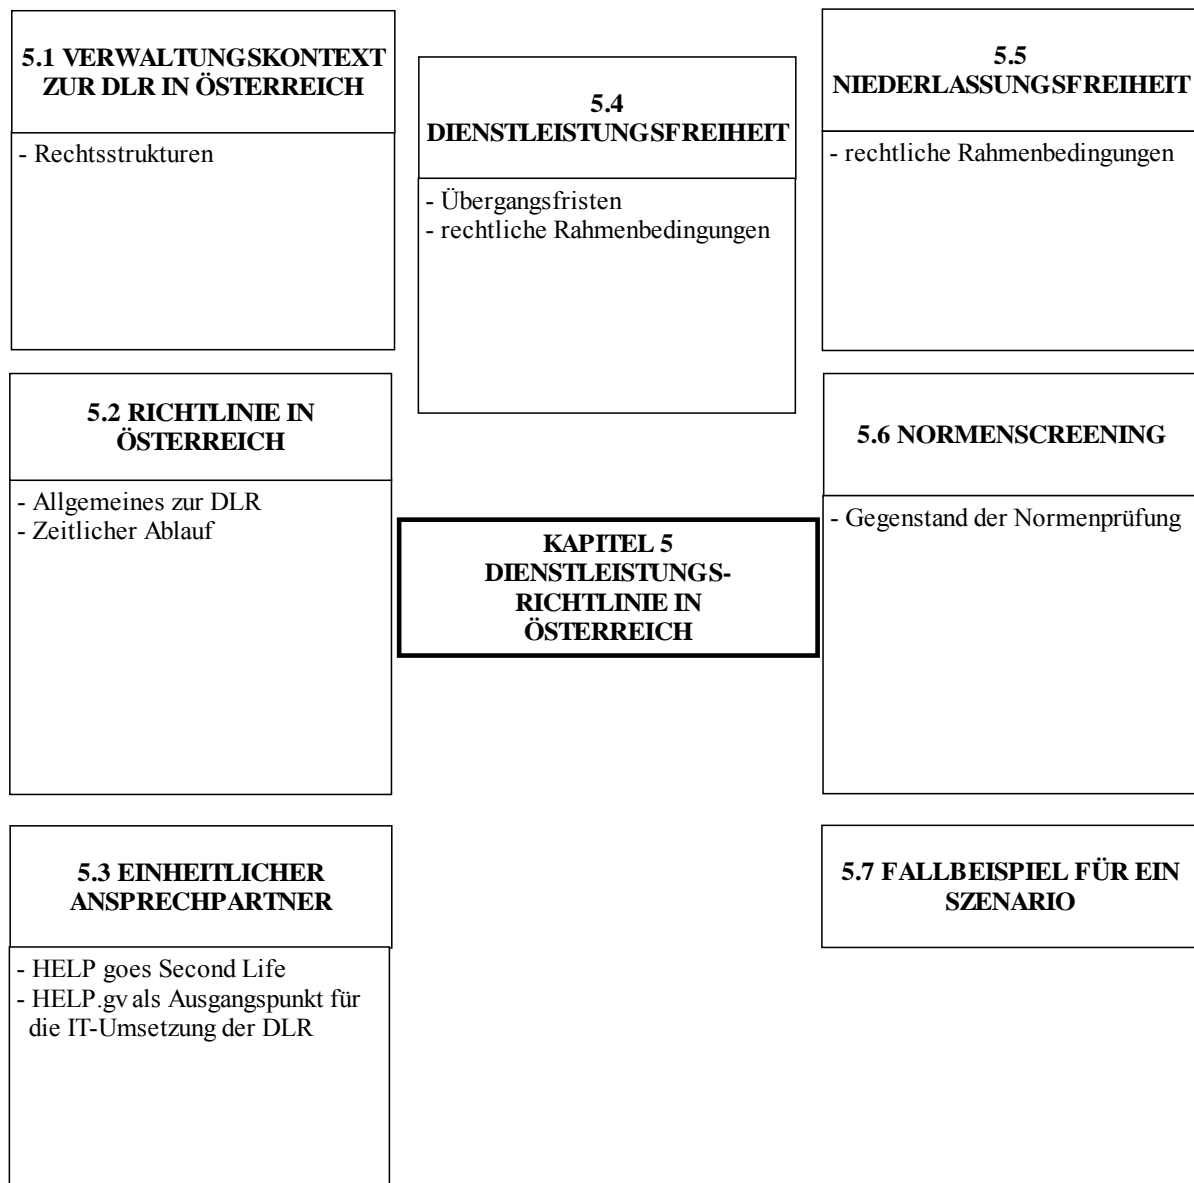 5.1 VERWALTUNGSKONTEXT
ZUR DLR IN ÖSTERREICH
- Rechtsstrukturen
5.2 RICHTLINIE IN
ÖSTERREICH
- Allgemeines zur DLR
- Zeitlicher Ablauf
5.3 EINHEITLICHER
ANSPRECHPARTNER
- HELP goes Second Life
- HELP.gv als Ausgangspunkt für
die IT-Umsetzung der DLR
5.4
DIENSTLEISTUNGSFREIHEIT
- Übergangsfristen
- rechtliche Rahmenbedingungen
KAPITEL 5
DIENSTLEISTUNGS-
RICHTLINIE IN
ÖSTERREICH
5.5
NIEDERLASSUNGSFREIHEIT
- rechtliche Rahmenbedingungen
5.6 NORMENSCREENING
- Gegenstand der Normenprüfung
5.7 FALLBEISPIEL FÜR EIN
SZENARIO